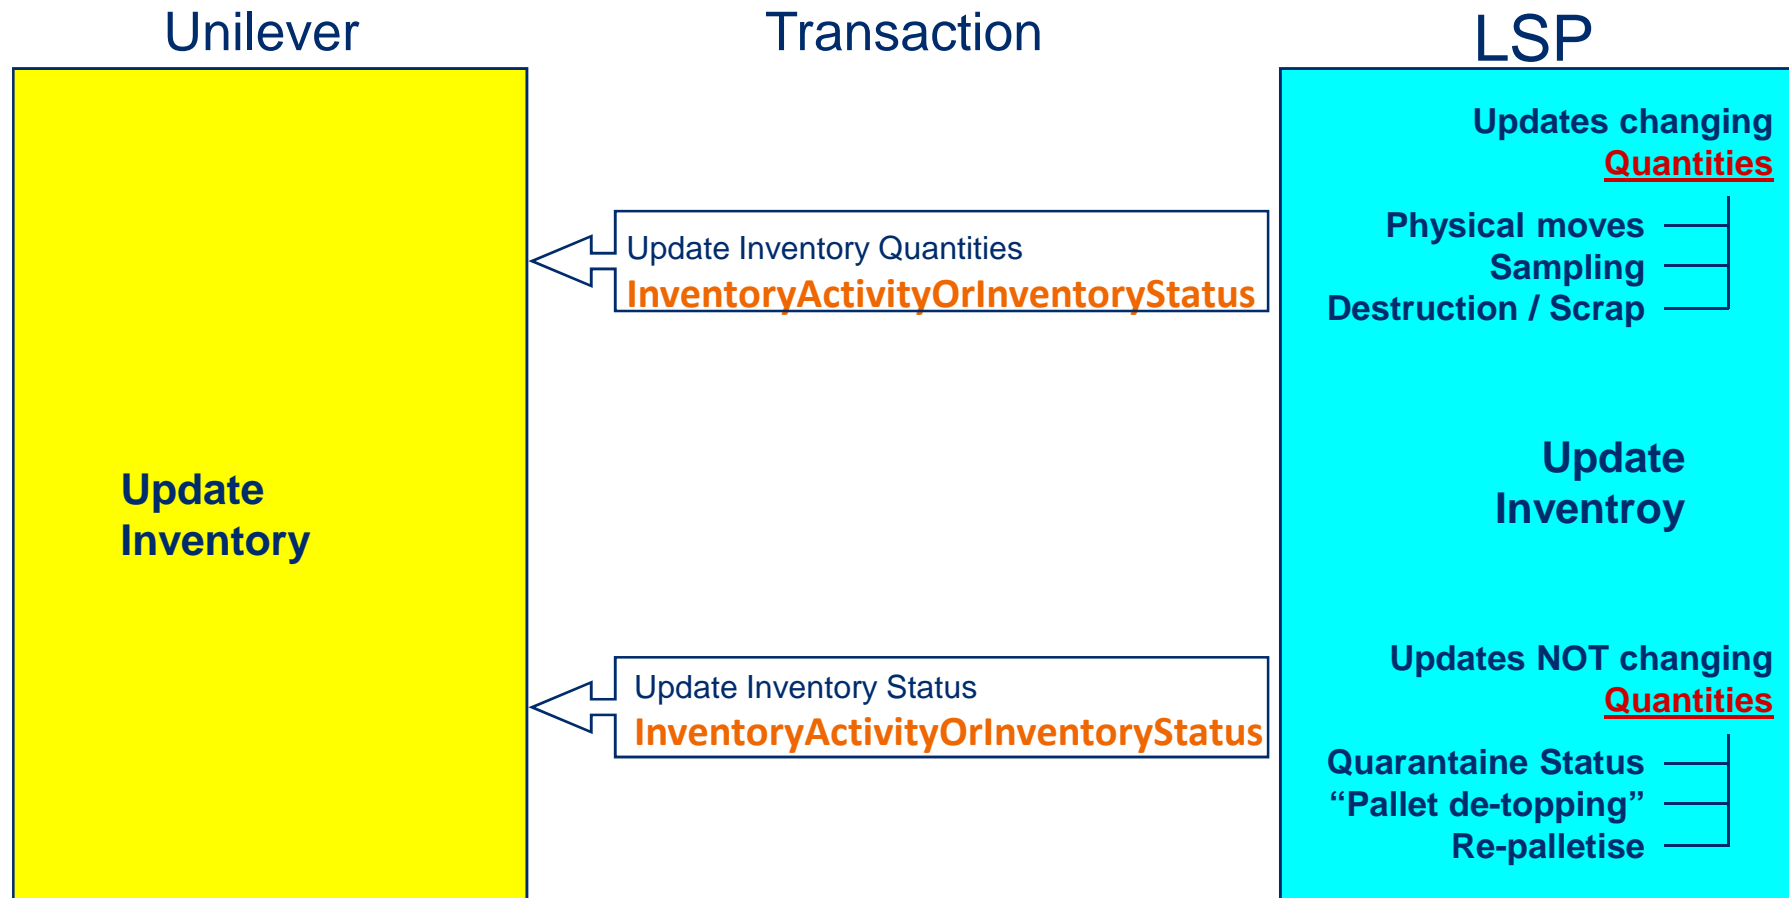 Unilever
Transaction
LSP
Updates changing
Quantities
Physical moves
Sampling
Destruction / Scrap
Update Inventory Quantities
InventoryActivityOrInventoryStatus
Update
Inventory
Update
Inventroy
Update Inventory Status
InventoryActivityOrInventoryStatus
Updates NOT changing
Quantities
Quarantaine Status
“Pallet de-topping”
Re-palletise